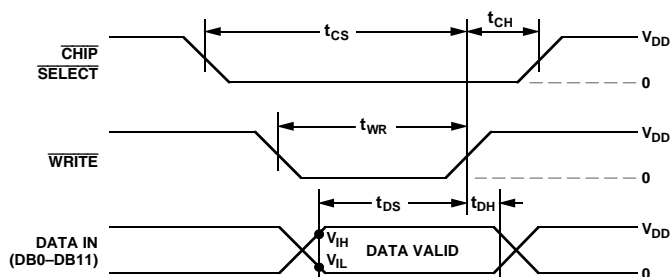 tCS
tCH
CHIP
SELECT
VDD
0
tWR
WRITE
VDD
0
tDS
tDH
DATA IN
(DB0–DB11)
VIH
VIL
DATA VALID
VDD
0